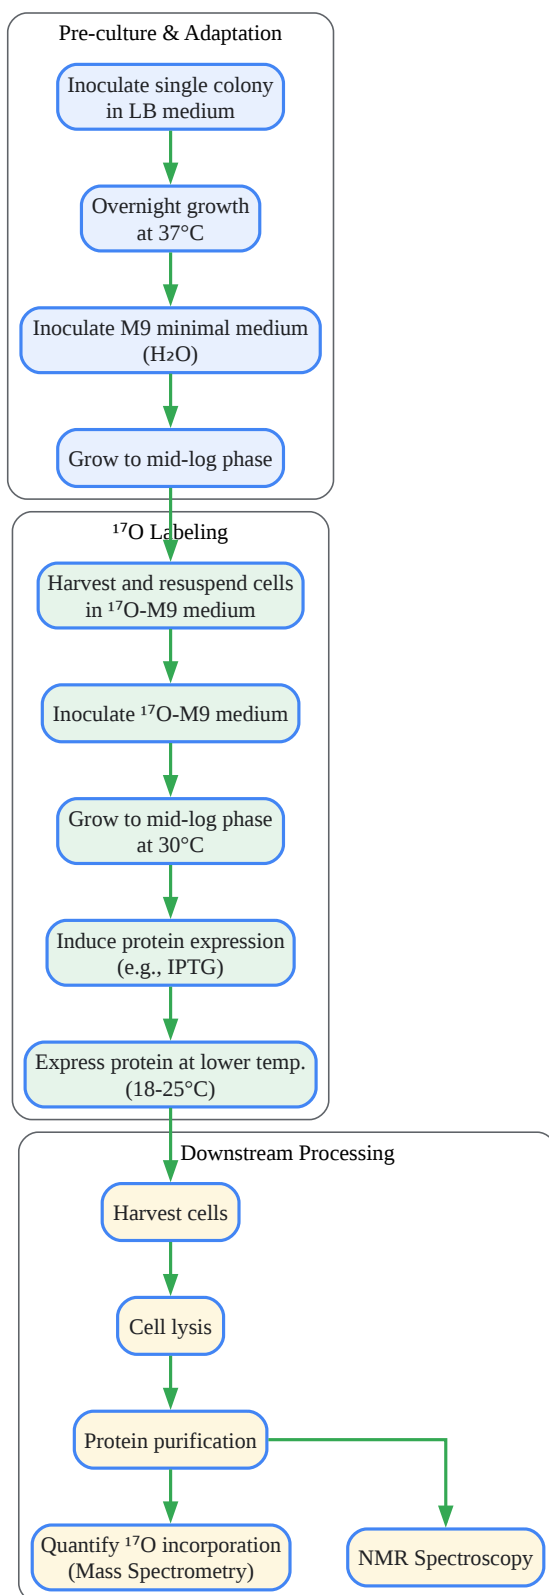 Pre-culture & Adaptation
Inoculate single colony
in LB medium
Overnight growth
at 37°C
Inoculate M9 minimal medium
(H₂O)
Grow to mid-log phase
¹⁷O Labeling
Harvest and resuspend cells
in ¹⁷O-M9 medium
Inoculate ¹⁷O-M9 medium
Grow to mid-log phase
at 30°C
Induce protein expression
(e.g., IPTG)
Express protein at lower temp.
(18-25°C)
Downstream Processing
Harvest cells
Cell lysis
Protein purification
Quantify ¹⁷O incorporation
(Mass Spectrometry)
NMR Spectroscopy